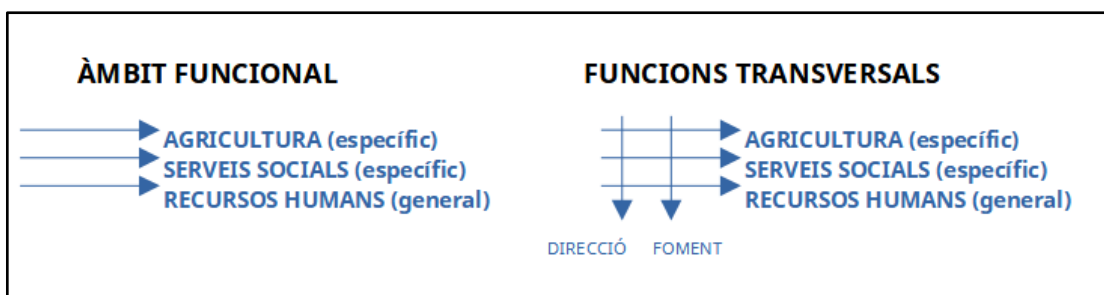 ÀMBIT FUNCIONAL
AGRICULTURA (específic)
SERVEIS SOCIALS (específic)
RECURSOS HUMANS (general)
FUNCIONS TRANSVERSALS
AGRICULTURA (específic)
SERVEIS SOCIALS (específic)
RECURSOS HUMANS (general)
DIRECCIÓ FOMENT